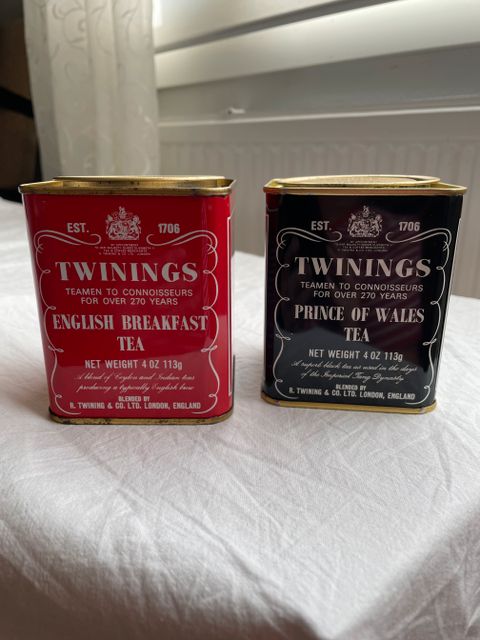 EST. 1706
TWININGS
TEAMEN TO CONNOISSEURS
FOR OVER 270 YEARS
ENGLISH BREAKFAST
TEA
NET WEIGHT 4 OZ 113g
A blend of Ceylon and Indian teas
producing a typically English brew
BLENDED BY
R. TWINING & CO. LTD. LONDON, ENGLAND
EST. 1706
TWININGS
TEAMEN TO CONNOISSEURS
FOR OVER 270 YEARS
PRINCE OF WALES
TEA
NET WEIGHT 4 OZ 113g
A superb black tea as used in the days
of the Imperial Tang Dynasty
BLENDED BY
R. TWINING & CO. LTD. LONDON, ENGLAND